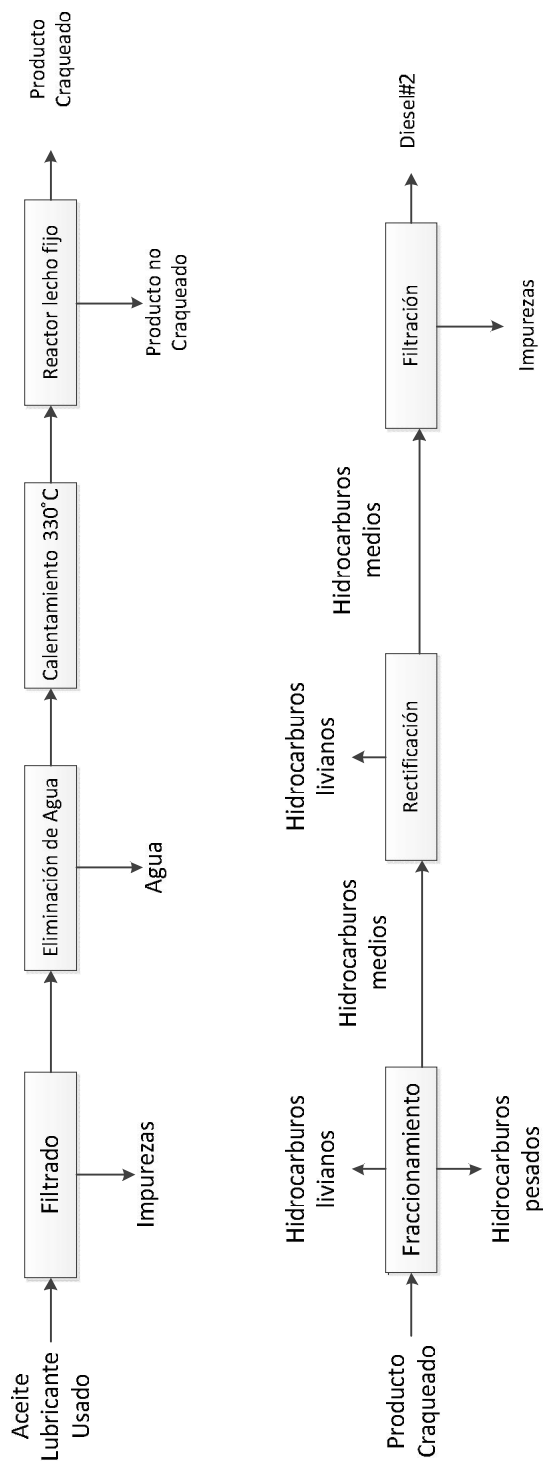 Aceite
Lubricante
Usado
Filtrado
Impurezas
Eliminación de Agua
Agua
Calentamiento 330°C
Reactor lecho fijo
Producto no
Craqueado
Producto
Craqueado
Producto
Craqueado
Fraccionamiento
Hidrocarburos
livianos
Hidrocarburos
pesados
Hidrocarburos
medios
Rectificación
Hidrocarburos
livianos
Hidrocarburos
medios
Filtración
Impurezas
Diesel#2